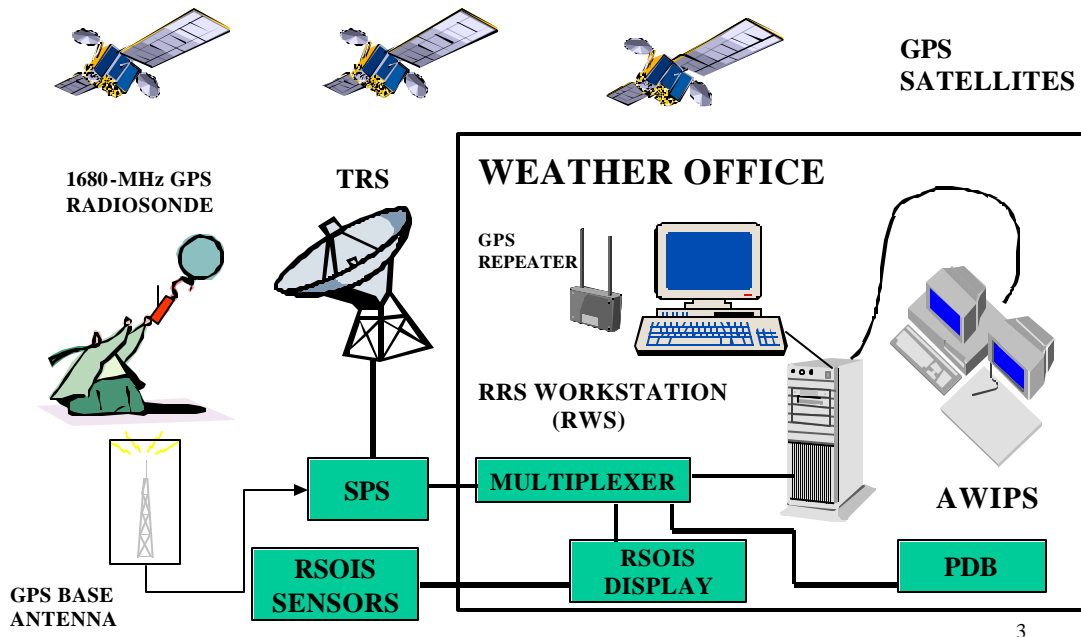 GPS
SATELLITES
1680-MHz GPS
RADIOSONDE
TRS
WEATHER OFFICE
GPS
REPEATER
RRS WORKSTATION
(RWS)
SPS
MULTIPLEXER
AWIPS
RSOIS
SENSORS
RSOIS
DISPLAY
PDB
GPS BASE
ANTENNA
3